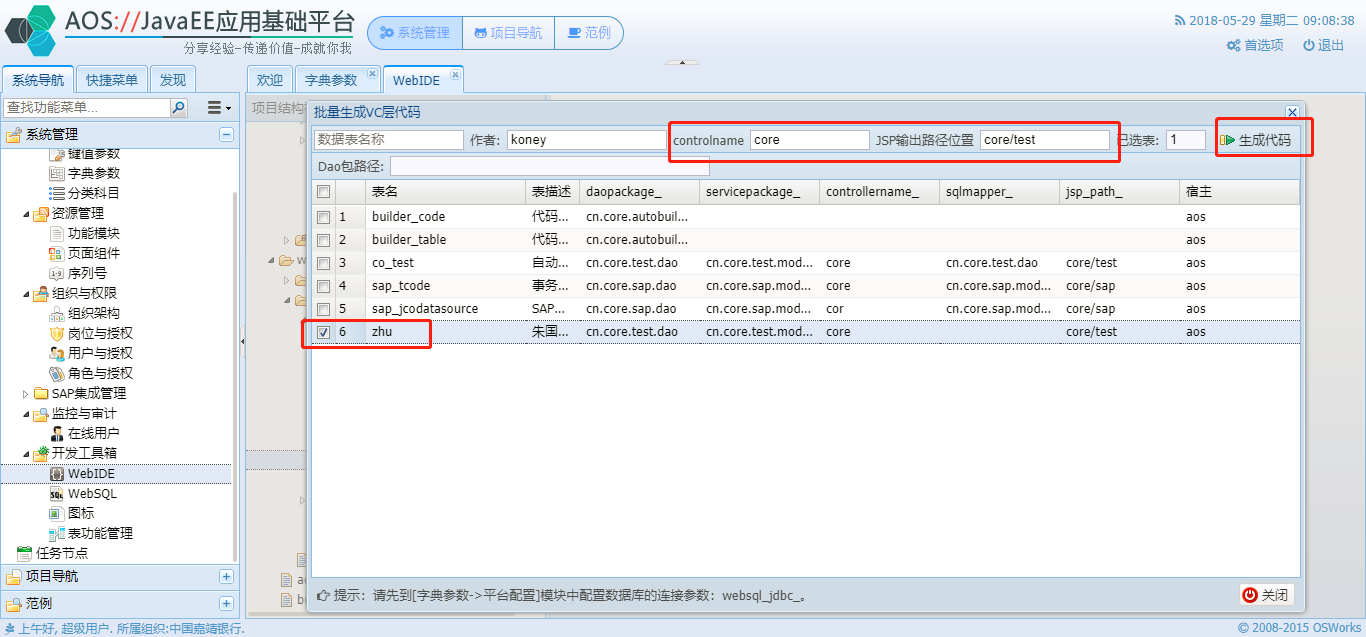 AOS://JavaEE应用基础平台
分享经验-传递价值-成就你我
系统管理 项目导航 范例
2018-05-29 星期二 09:08:38
首选项 退出
系统导航 快捷菜单 发现
欢迎 字典参数 WebIDE
查找功能菜单...
系统管理
键值参数
字典参数
分类科目
资源管理
功能模块
页面组件
序列号
组织与权限
组织架构
岗位与授权
用户与授权
角色与授权
SAP集成管理
监控与审计
在线用户
开发工具箱
WebIDE
WebSQL
图标
表功能管理
任务节点
项目导航
范例
项目结构
批量生成VC层代码
数据表名称 作者: koney controlname core JSP输出路径位置 core/test 已选表: 1 生成代码
Dao包路径:
表名 表描述 daopackage_ servicepackage_ controllername_ sqlmapper_ jsp_path_ 宿主
1 builder_code 代码... cn.core.autobuil... aos
2 builder_table 代码... cn.core.autobuil... aos
3 co_test 自动... cn.core.test.dao cn.core.test.mod... core cn.core.test.dao core/test aos
4 sap_tcode 事务... cn.core.sap.dao cn.core.sap.mod... core cn.core.sap.mod... core/sap aos
5 sap_jcodatasource SAP... cn.core.sap.dao cn.core.sap.mod... cor cn.core.sap.mod... core/sap aos
6 zhu 朱国... cn.core.test.dao cn.core.test.mod... core core/test aos
提示：请先到[字典参数->平台配置]模块中配置数据库的连接参数：websql_jdbc_。
关闭
上午好, 超级用户. 所属组织:中国嘉靖银行.
© 2008-2015 OSWorks